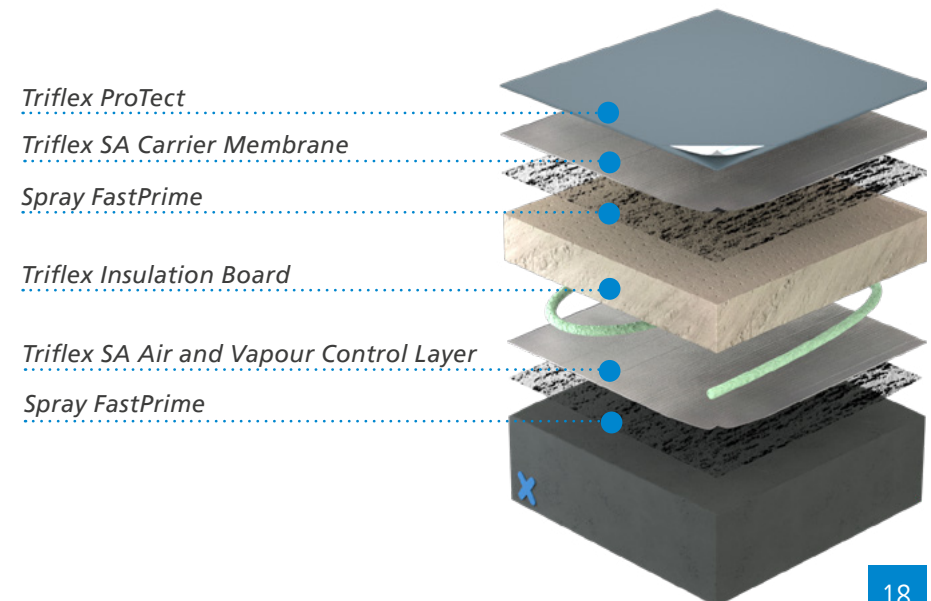 Triflex ProTect
Triflex SA Carrier Membrane
Spray FastPrime
Triflex Insulation Board
Triflex SA Air and Vapour Control Layer
Spray FastPrime
18